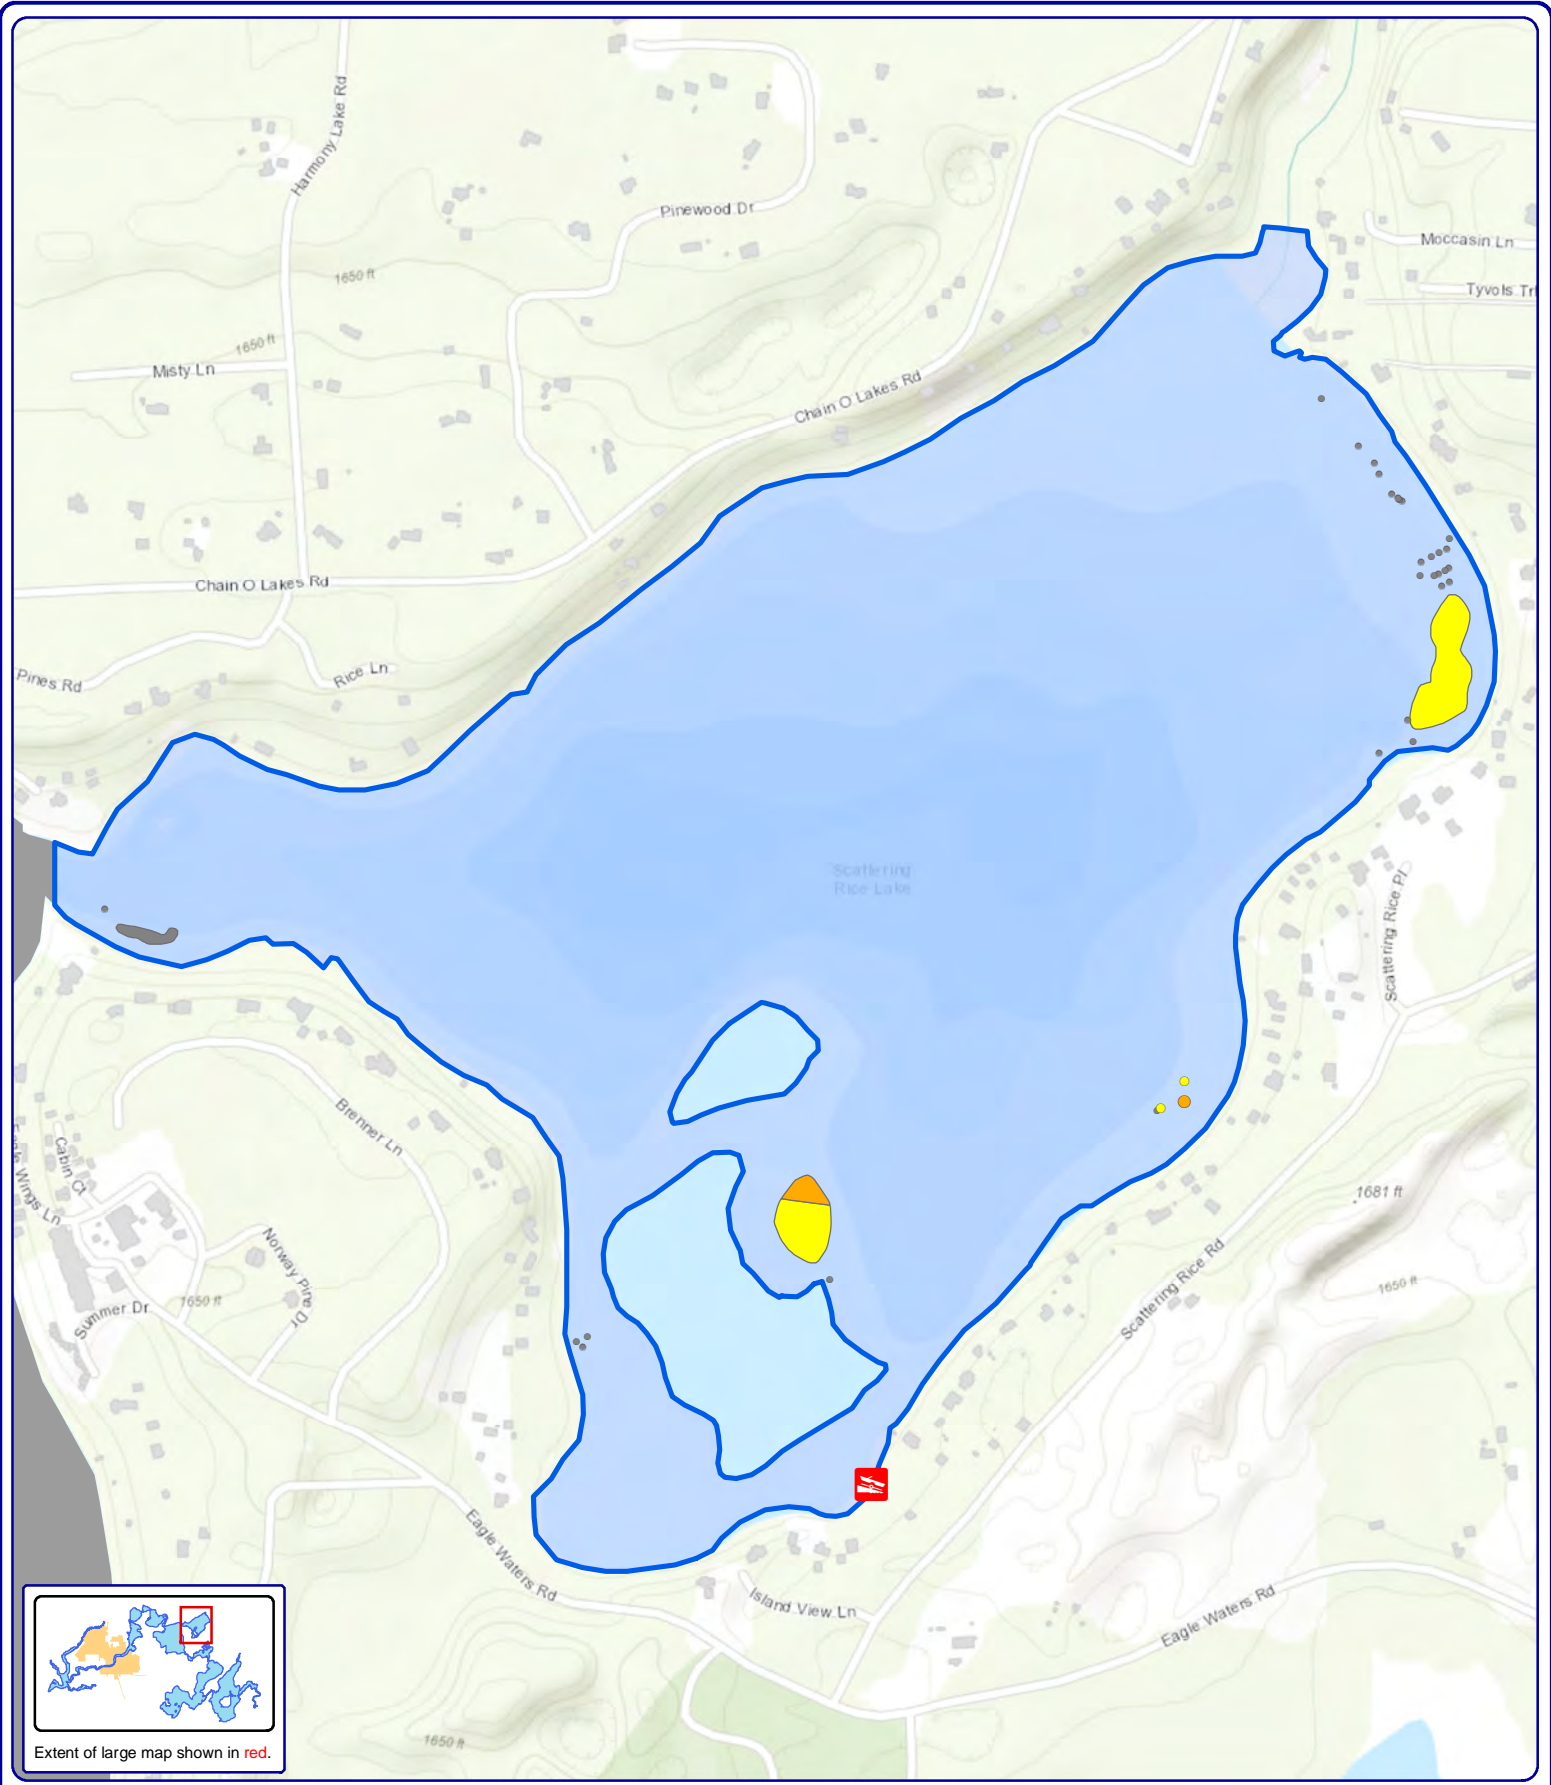 Harmony Lake Rd
Pinewood Dr
Moccasin Ln
1650 ft
Tyvols Trl
1650 ft
Misty Ln
Chain O Lakes Rd
Chain O Lakes Rd
Pines Rd
Rice Ln
Scattering
Rice Lake
Scattering Rice Pl
Brenner Ln
Cabin Ct
Eagle Wings Ln
1681 ft
Norway Pine Dr
Scattering Rice Rd
1650 ft
1650 ft
Summer Dr
Eagle Waters Rd
Island View Ln
Eagle Waters Rd
1650 ft
Extent of large map shown in red.